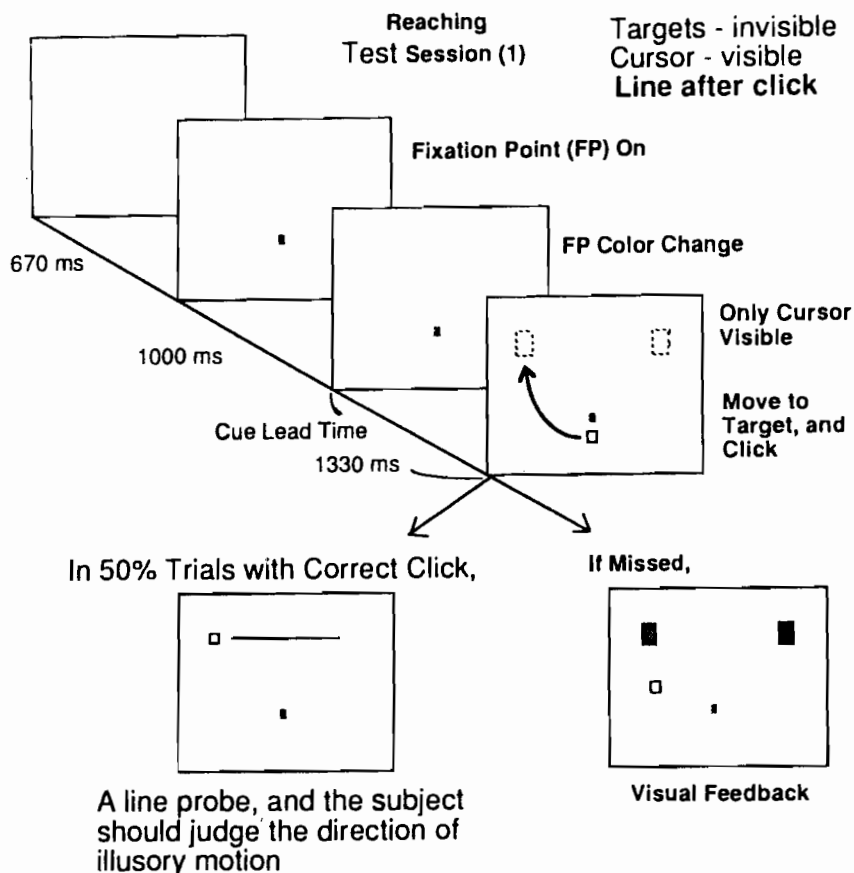 Reaching
Test Session (1)
Targets - invisible
Cursor - visible
Line after click
Fixation Point (FP) On
FP Color Change
670 ms
Only Cursor
Visible
1000 ms
Move to
Target, and
Click
Cue Lead Time
1330 ms
In 50% Trials with Correct Click,
If Missed,
Visual Feedback
A line probe, and the subject
should judge the direction of
illusory motion